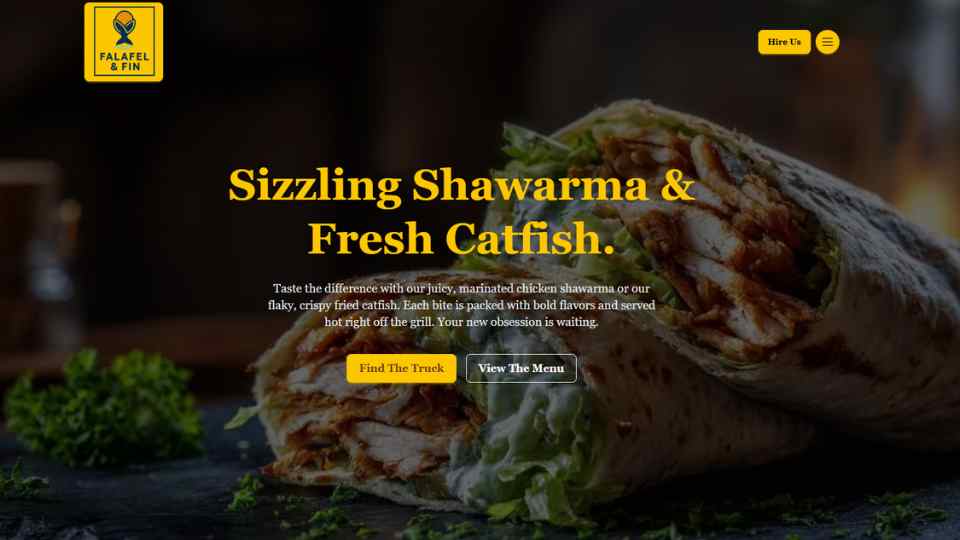 FALAFEL
& FIN
Hire Us
Sizzling Shawarma &
Fresh Catfish.
Taste the difference with our juicy, marinated chicken shawarma or our
flaky, crispy fried catfish. Each bite is packed with bold flavors and served
hot right off the grill. Your new obsession is waiting.
Find The Truck
View The Menu